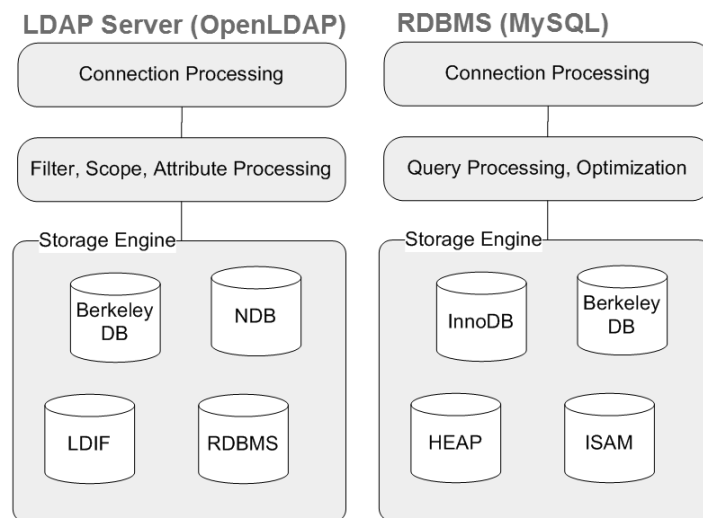 LDAP Server (OpenLDAP)
Connection Processing
Filter, Scope, Attribute Processing
Storage Engine
Berkeley
DB
NDB
LDIF
RDBMS
RDBMS (MySQL)
Connection Processing
Query Processing, Optimization
Storage Engine
InnoDB
Berkeley
DB
HEAP
ISAM